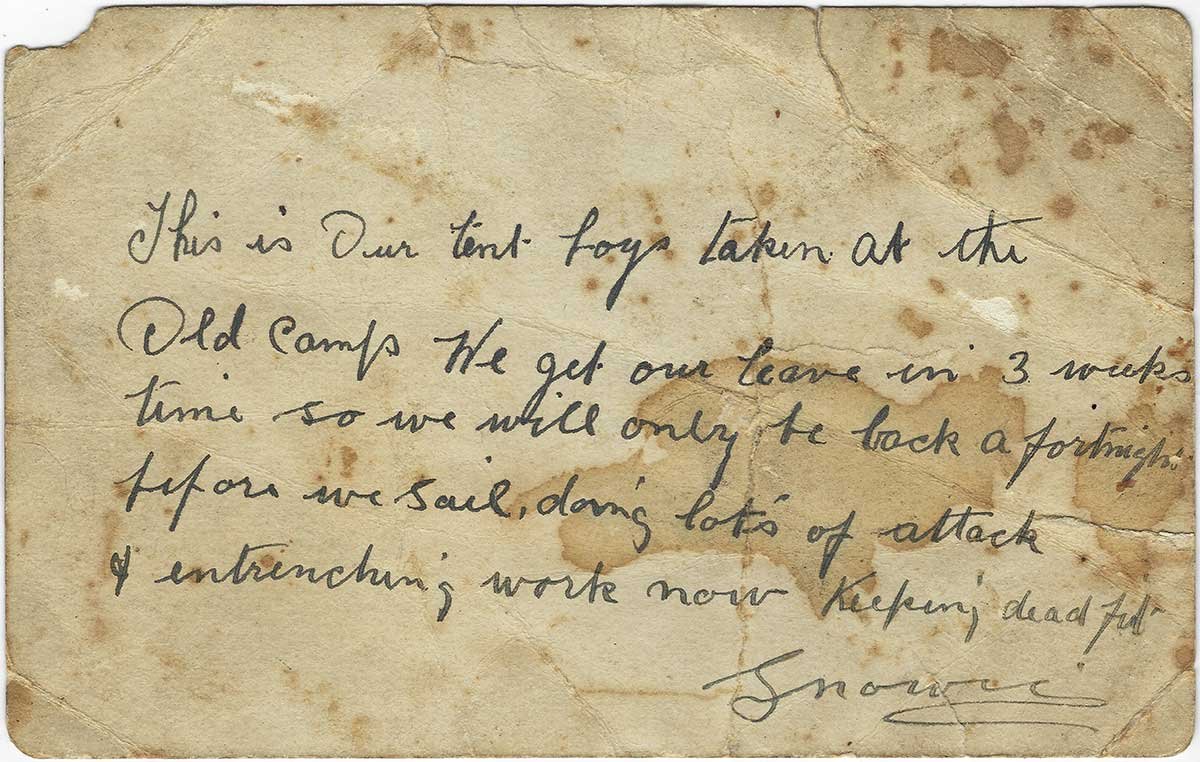 This is Our tent boys taken at the
Old Camp We get our leave in 3 weeks
time so we will only be back a fortnight
before we sail, doing lots of attack
& entrenching work now Keeping dead fit
Snowie